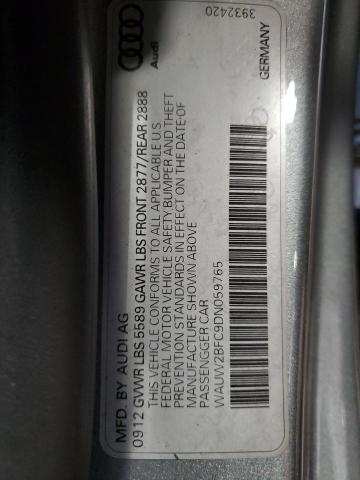 Audi
3932420
GERMANY
MFD. BY AUDI AG
0912 GVWR LBS 5589 GAWR LBS FRONT 2877/REAR 2888
THIS VEHICLE CONFORMS TO ALL APPLICABLE U.S.
FEDERAL MOTOR VEHICLE SAFETY BUMPER AND THEFT
PREVENTION STANDARDS IN EFFECT ON THE DATE OF
MANUFACTURE SHOWN ABOVE
PASSENGGER CAR
WAUW2BFC9DN059765